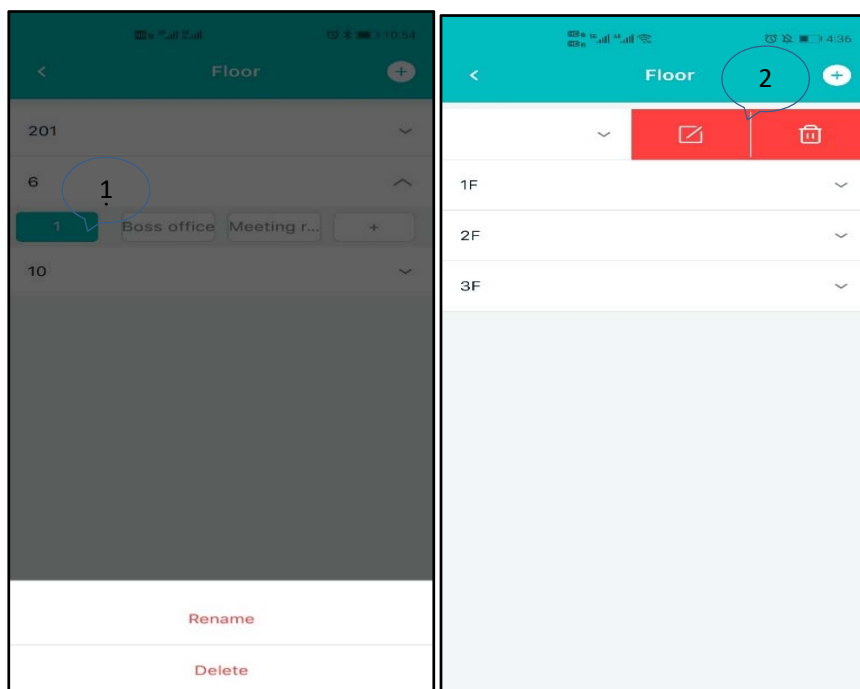 10:54
Floor
201
6
1
1
Boss office
Meeting r...
+
10
Rename
Delete
4:36
Floor
2
+
1F
2F
3F